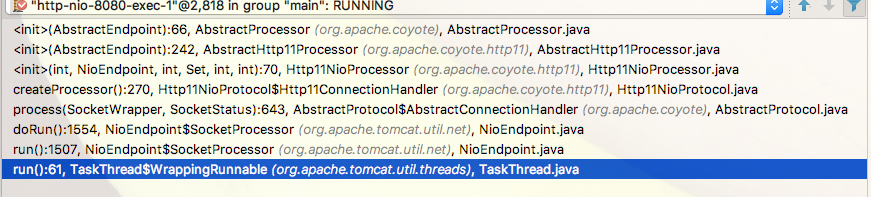 "http-nio-8080-exec-1"@2,818 in group "main": RUNNING
<init>(AbstractEndpoint):66, AbstractProcessor (org.apache.coyote), AbstractProcessor.java
<init>(AbstractEndpoint):242, AbstractHttp11Processor (org.apache.coyote.http11), AbstractHttp11Processor.java
<init>(int, NioEndpoint, int, Set, int, int):70, Http11NioProcessor (org.apache.coyote.http11), Http11NioProcessor.java
createProcessor():270, Http11NioProtocol$Http11ConnectionHandler (org.apache.coyote.http11), Http11NioProtocol.java
process(SocketWrapper, SocketStatus):643, AbstractProtocol$AbstractConnectionHandler (org.apache.coyote), AbstractProtocol.java
doRun():1554, NioEndpoint$SocketProcessor (org.apache.tomcat.util.net), NioEndpoint.java
run():1507, NioEndpoint$SocketProcessor (org.apache.tomcat.util.net), NioEndpoint.java
run():61, TaskThread$WrappingRunnable (org.apache.tomcat.util.threads), TaskThread.java